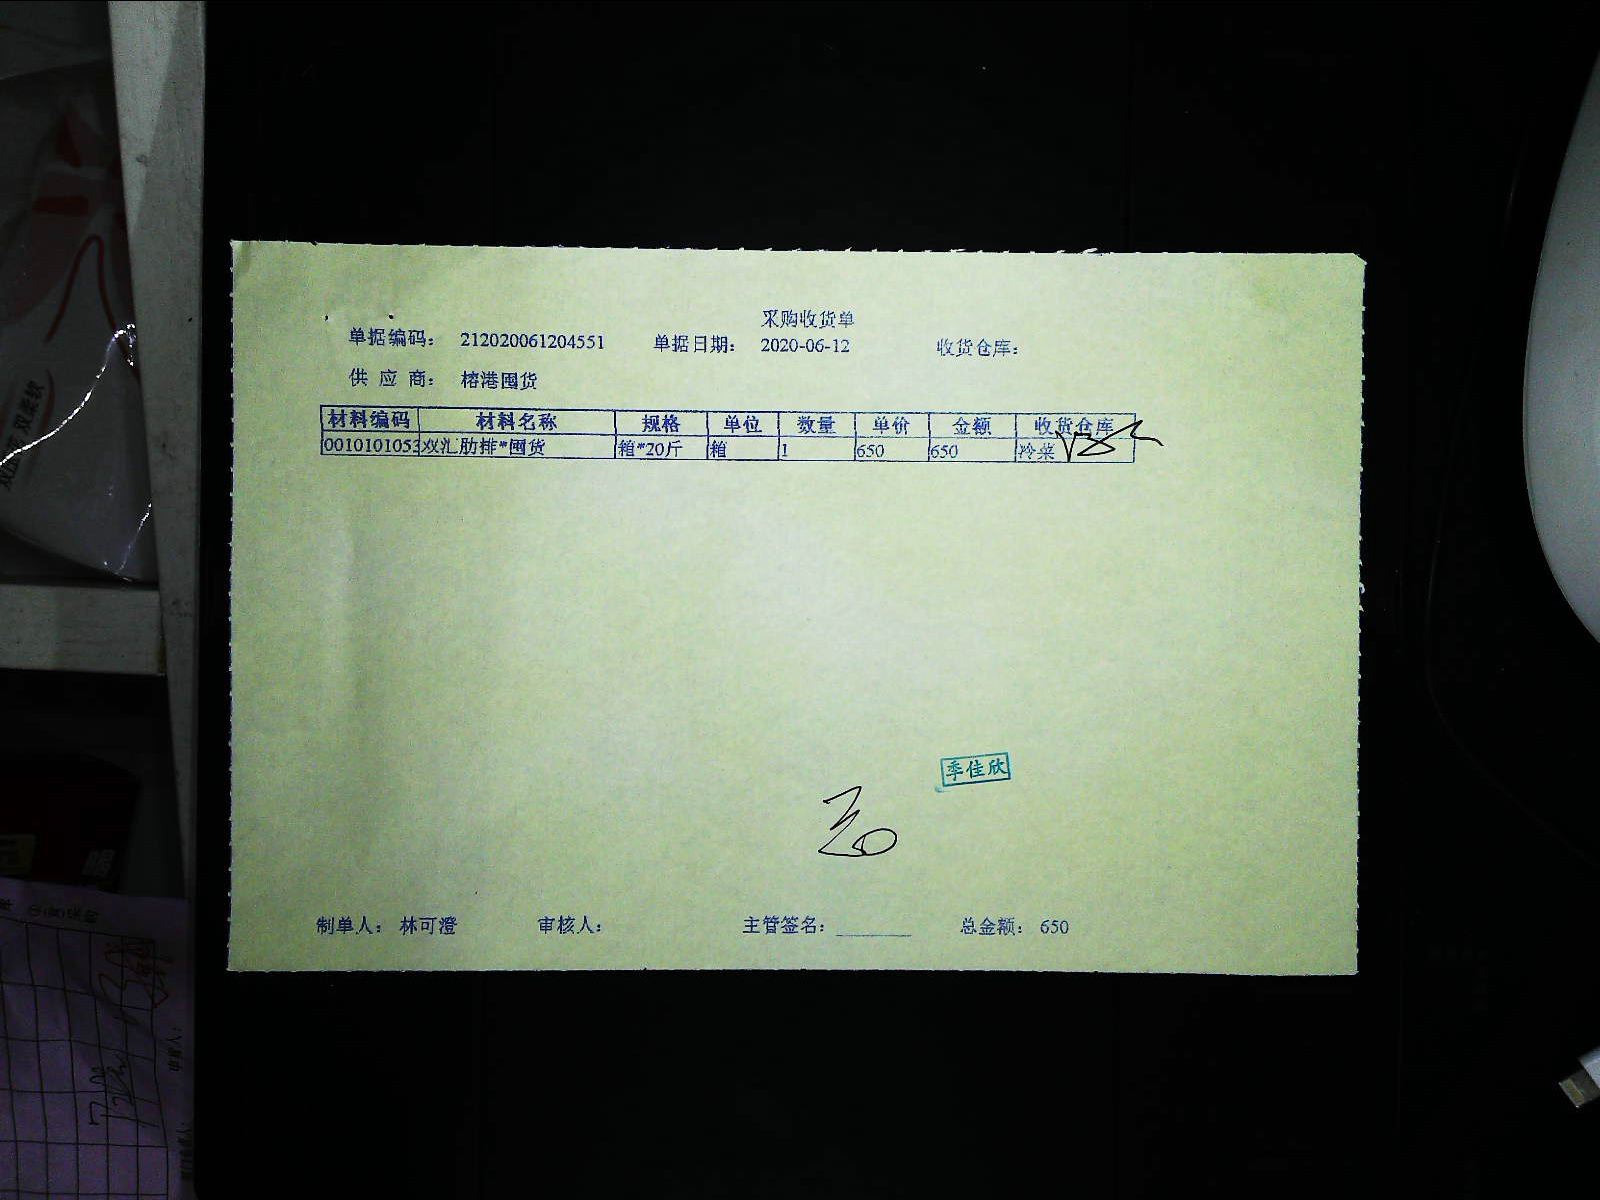 采购收货单
单据编码: 212020061204551 单据日期: 2020-06-12 收货仓库:
供 应 商: 榕港囤货
材料编码 材料名称 规格 单位 数量 单价 金额 收货仓库
0010101053 双汇肋排*囤货 箱*20斤 箱 1 650 650 冷菜
季佳欣
制单人: 林可澄 审核人: 主管签名: ________ 总金额: 650